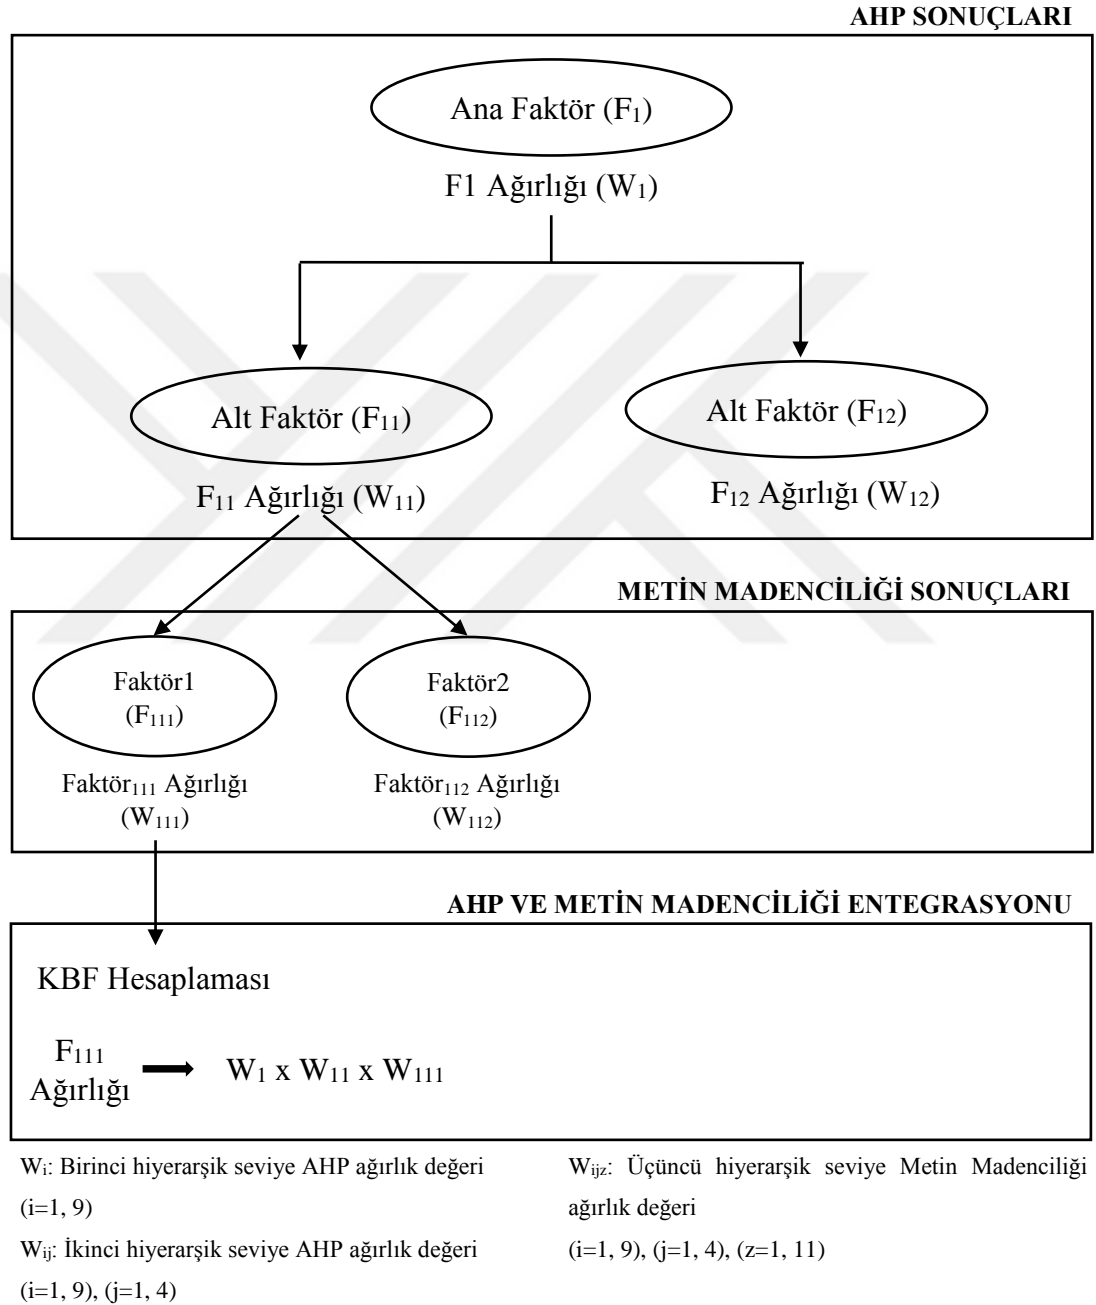 AHP SONUÇLARI
Ana Faktör (F1)
F1 Ağırlığı (W1)
Alt Faktör (F11)
Alt Faktör (F12)
F11 Ağırlığı (W11)
F12 Ağırlığı (W12)
METİN MADENCİLİĞİ SONUÇLARI
Faktör1
(F111)
Faktör2
(F112)
Faktör111 Ağırlığı
(W111)
Faktör112 Ağırlığı
(W112)
AHP VE METİN MADENCİLİĞİ ENTEGRASYONU
KBF Hesaplaması
F111
Ağırlığı
W1 x W11 x W111
Wi: Birinci hiyerarşik seviye AHP ağırlık değeri
(i=1, 9)
Wij: İkinci hiyerarşik seviye AHP ağırlık değeri
(i=1, 9), (j=1, 4)
Wijz: Üçüncü hiyerarşik seviye Metin Madenciliği
ağırlık değeri
(i=1, 9), (j=1, 4), (z=1, 11)